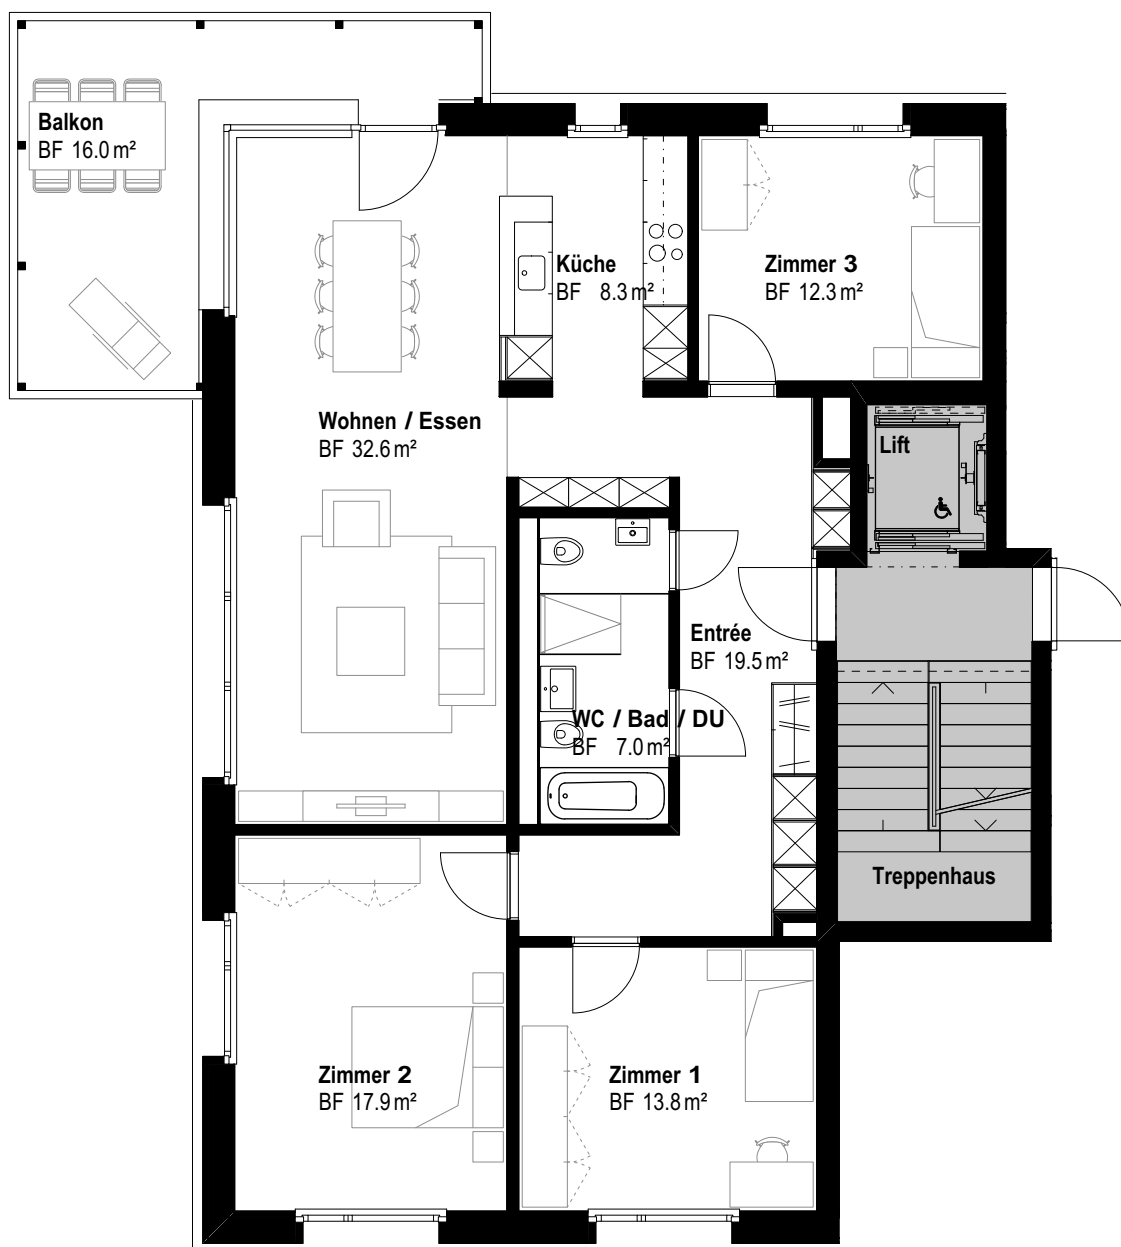 Balkon
BF 16.0 m²
Küche
BF 8.3 m²
Zimmer 3
BF 12.3 m²
Wohnen / Essen
BF 32.6 m²
Lift
Entrée
BF 19.5 m²
WC / Bad / DU
BF 7.0 m²
Treppenhaus
Zimmer 2
BF 17.9 m²
Zimmer 1
BF 13.8 m²